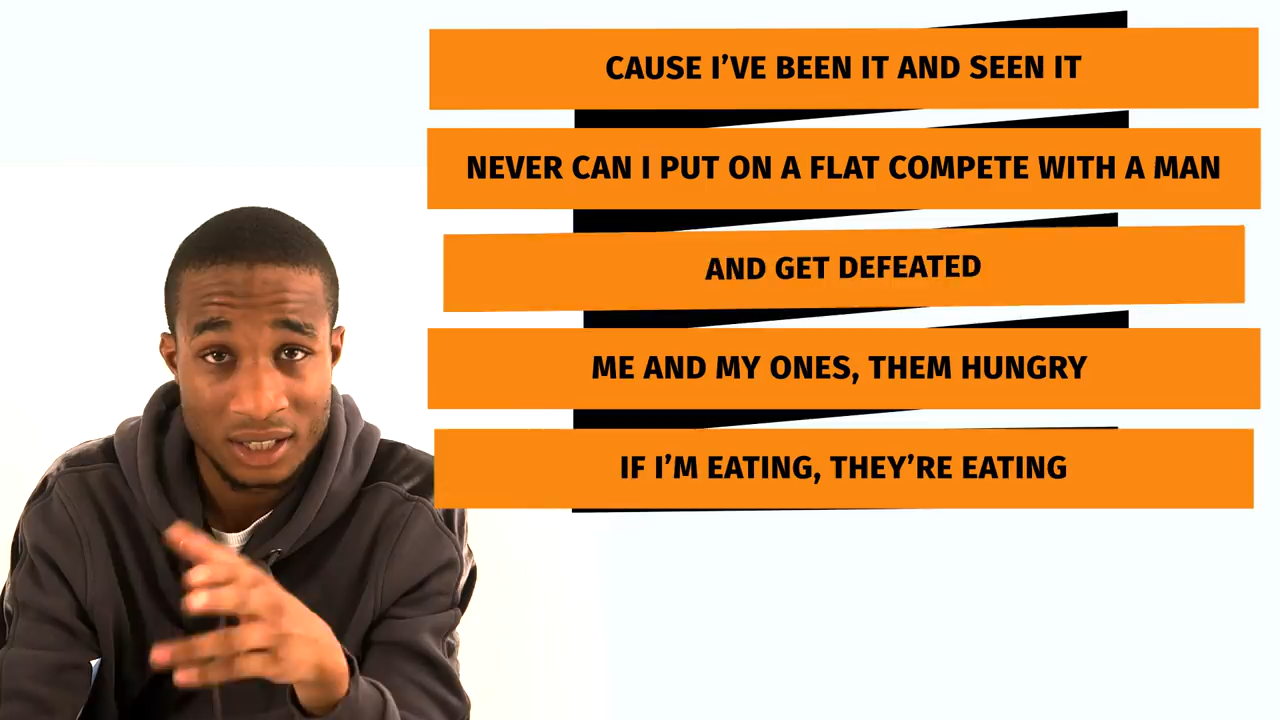 CAUSE I’VE BEEN IT AND SEEN IT
NEVER CAN I PUT ON A FLAT COMPETE WITH A MAN
AND GET DEFEATED
ME AND MY ONES, THEM HUNGRY
IF I’M EATING, THEY’RE EATING